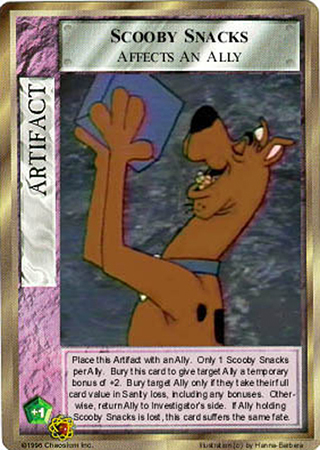 SCOOBY SNACKS
AFFECTS AN ALLY
ARTIFACT
Place this Artifact with an Ally. Only 1 Scooby Snacks
per Ally. Bury this card to give target Ally a temporary
bonus of +2. Bury target Ally only if they take their full
card value in Sanity loss, including any bonuses. Other-
wise, return Ally to Investigator's side. If Ally holding
Scooby Snacks is lost, this card suffers the same fate.
+1
©1996 Chaosium Inc.
Illustration (c) by Hanna-Barbera